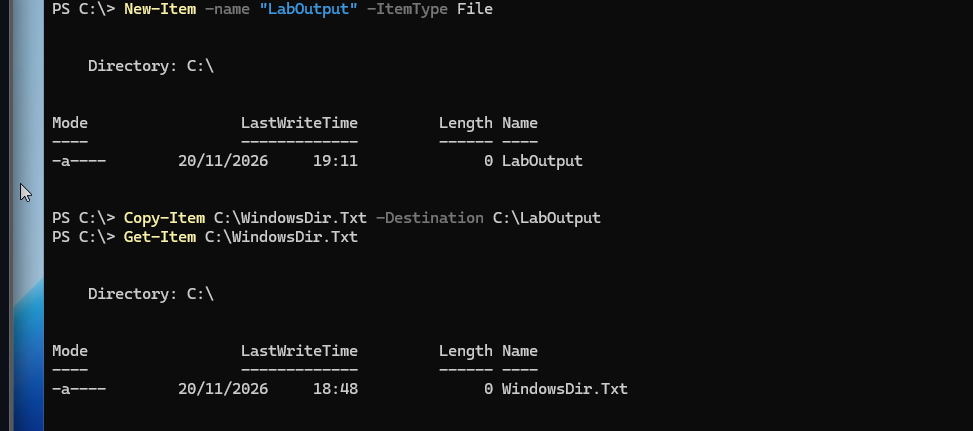 PS C:\> New-Item -name "LabOutput" -ItemType File
Directory: C:\
Mode LastWriteTime Length Name
---- ------------- ------ ----
-a---- 20/11/2026 19:11 0 LabOutput
PS C:\> Copy-Item C:\WindowsDir.Txt -Destination C:\LabOutput
PS C:\> Get-Item C:\WindowsDir.Txt
Directory: C:\
Mode LastWriteTime Length Name
---- ------------- ------ ----
-a---- 20/11/2026 18:48 0 WindowsDir.Txt